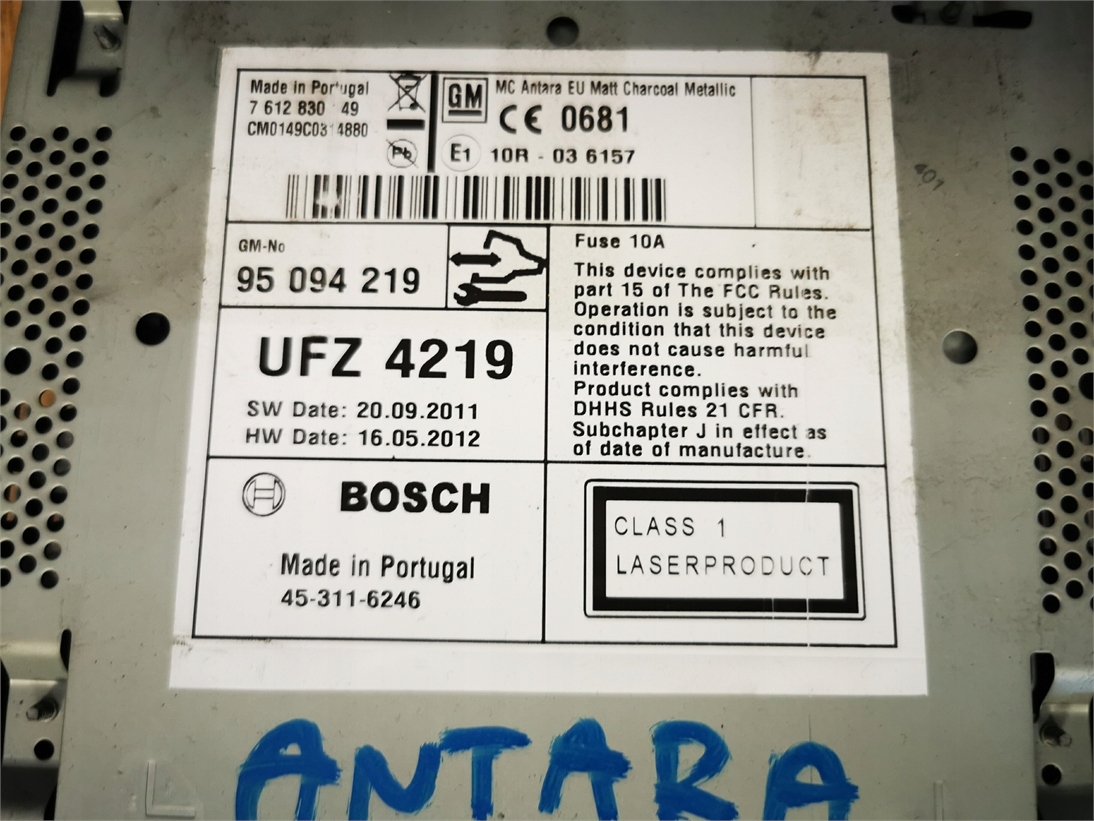 Made in Portugal
7 612 830 49
CM0149C0314880
Pb
GM
MC Antara EU Matt Charcoal Metallic
CE 0681
E1 10R - 03 6157
401
GM-No
95 094 219
UFZ 4219
SW Date: 20.09.2011
HW Date: 16.05.2012
Fuse 10A
This device complies with
part 15 of The FCC Rules.
Operation is subject to the
condition that this device
does not cause harmful
interference.
Product complies with
DHHS Rules 21 CFR.
Subchapter J in effect as
of date of manufacture.
BOSCH
Made in Portugal
45-311-6246
CLASS 1
LASERPRODUCT
ANTARA